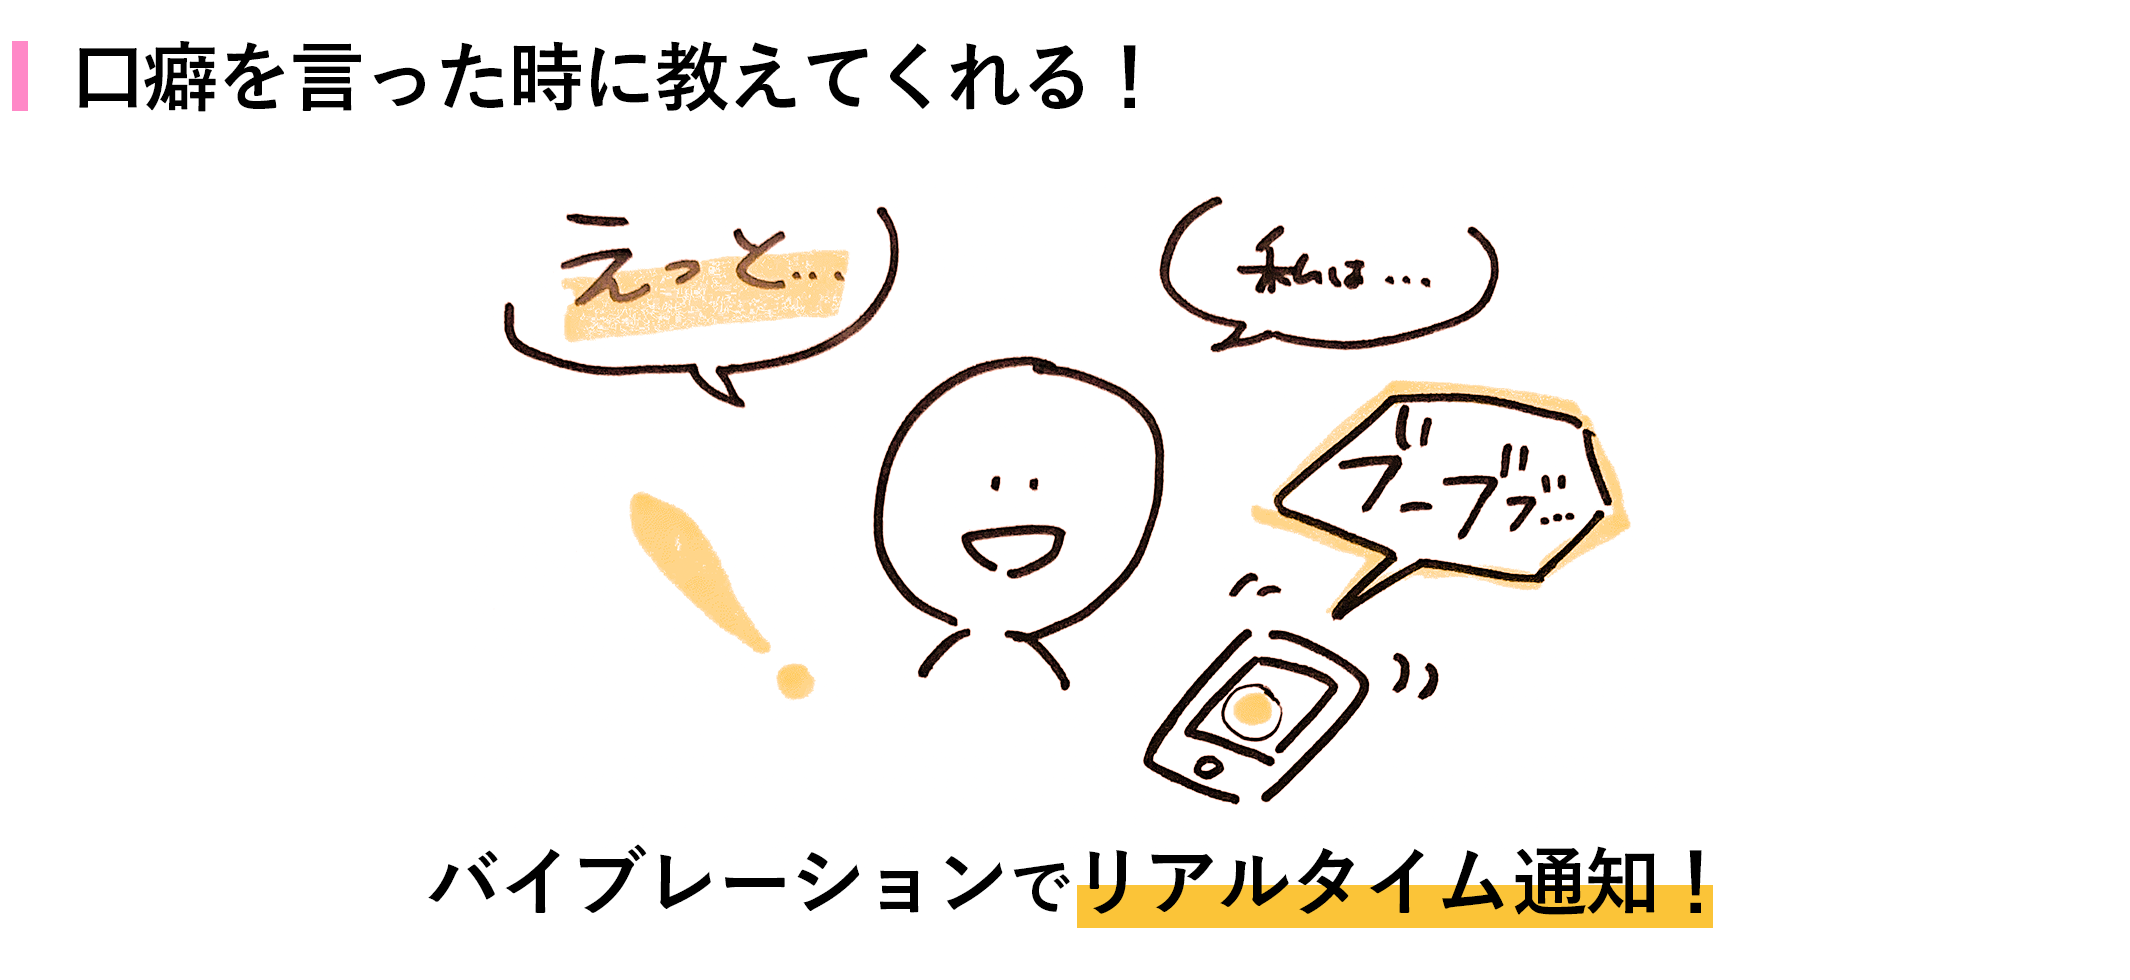 口癖を言った時に教えてくれる！
えっと...
私は...
ブーブブ...
バイブレーションでリアルタイム通知！